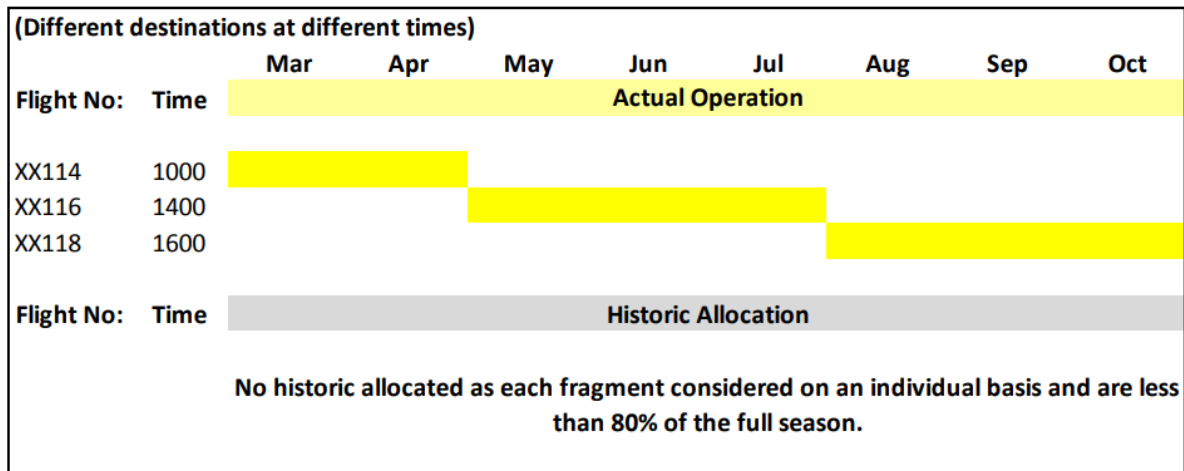 (Different destinations at different times)
Mar Apr May Jun Jul Aug Sep Oct
Flight No: Time Actual Operation
XX114 1000
XX116 1400
XX118 1600
Flight No: Time Historic Allocation
No historic allocated as each fragment considered on an individual basis and are less
than 80% of the full season.